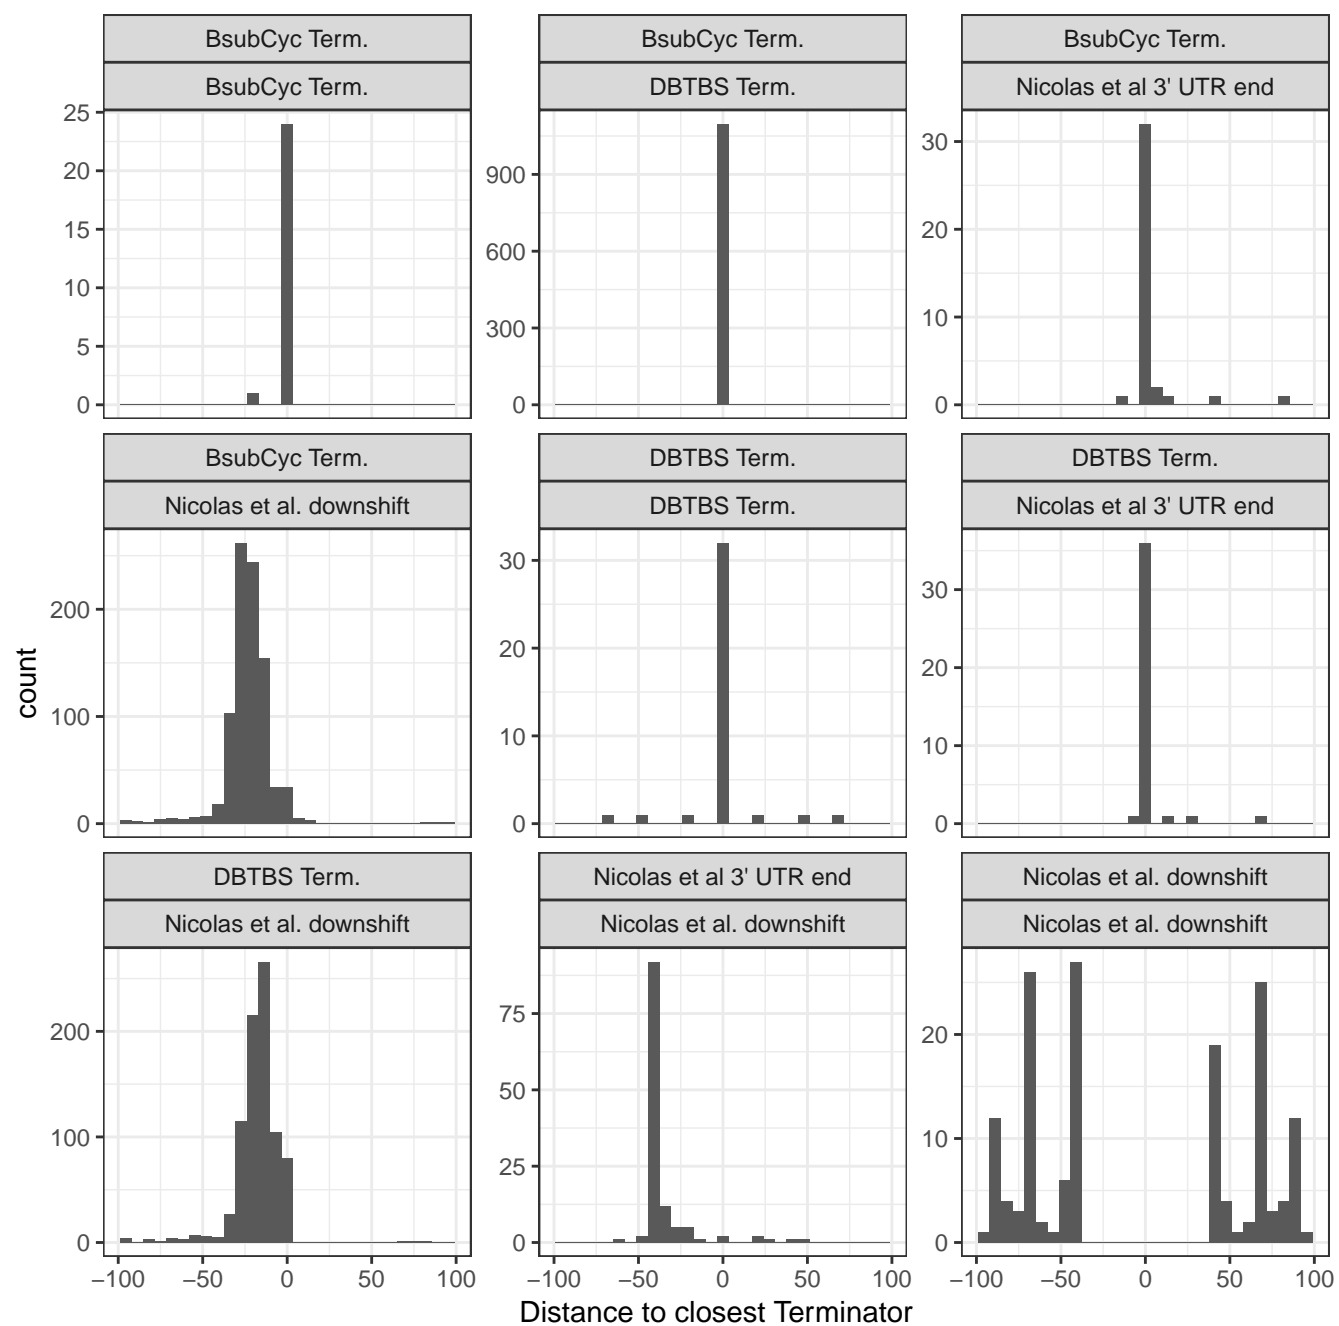 BsubCyc Term.
BsubCyc Term.
25
20
15
10
5
0
BsubCyc Term.
DBTBS Term.
900
600
300
0
BsubCyc Term.
Nicolas et al 3' UTR end
30
20
10
0
BsubCyc Term.
Nicolas et al. downshift
200
100
0
DBTBS Term.
DBTBS Term.
30
20
10
0
DBTBS Term.
Nicolas et al 3' UTR end
30
20
10
0
DBTBS Term.
Nicolas et al. downshift
200
100
0
−100 −50 0 50 100
Nicolas et al 3' UTR end
Nicolas et al. downshift
75
50
25
0
−100 −50 0 50 100
Nicolas et al. downshift
Nicolas et al. downshift
20
10
0
−100 −50 0 50 100
count
Distance to closest Terminator